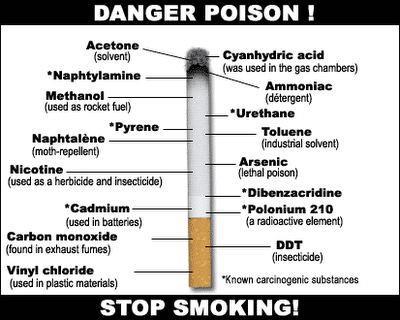 DANGER POISON !
Acetone
(solvent)
*Naphtylamine
Methanol
(used as rocket fuel)
*Pyrene
Naphtalène
(moth-repellent)
Nicotine
(used as a herbicide and insecticide)
*Cadmium
(used in batteries)
Carbon monoxide
(found in exhaust fumes)
Vinyl chloride
(used in plastic materials)
Cyanhydric acid
(was used in the gas chambers)
Ammoniac
(détergent)
*Urethane
Toluene
(industrial solvent)
Arsenic
(lethal poison)
*Dibenzacridine
*Polonium 210
(a radioactive element)
DDT
(insecticide)
*Known carcinogenic substances
STOP SMOKING!